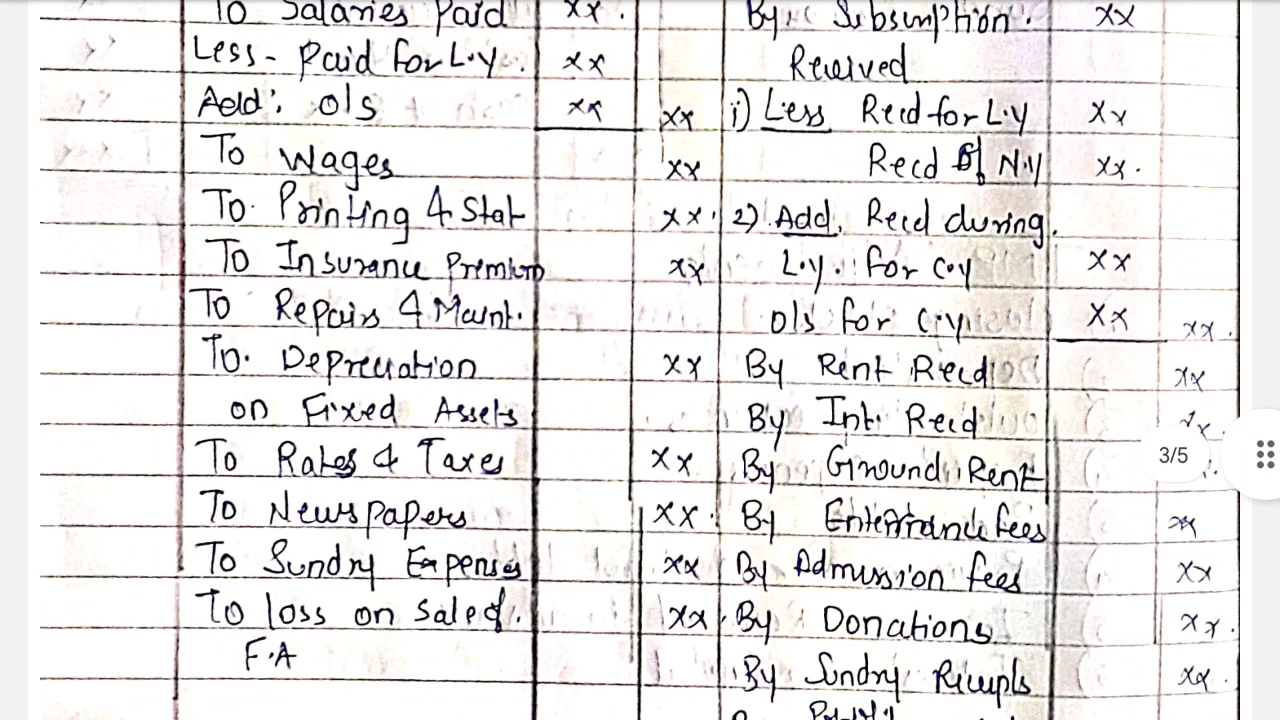 To Salaries Paid xx.
Less - Paid for L.Y. xx
Add: o/s xx xx
To Wages xx
To Printing & Stat xx.
To Insurance Premium xx
To Repairs & Maint.
To Depreciation xx
on Fixed Assets
To Rates & Taxes xx
To Newspapers xx.
To Sundry Expenses xx
To loss on sale of. xx.
F.A
By Subscription. xx
Received
i) Less Recd for L.Y xx
Recd of N.Y xx.
2) Add. Recd during.
L.Y. for C.Y xx
o/s for C.Y. xx xx.
By Rent Recd xx
By Int. Recd
By Ground Rent
By Enterance fees xx
By Admission fees xx
By Donations xx.
By Sundry Receipts xx.
3/5